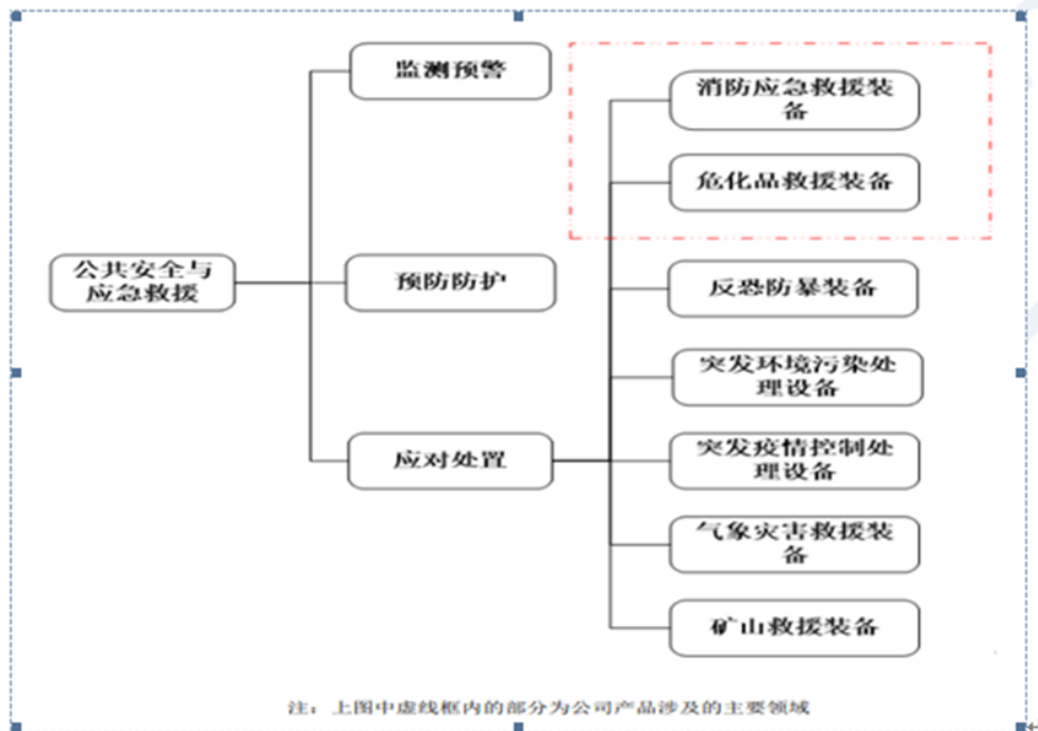 监测预警
消防应急救援装
备
危化品救援装备
公共安全与
应急救援
预防防护
反恐防暴装备
突发环境污染处
理设备
应对处置
突发疫情控制处
理设备
气象灾害救援装
备
矿山救援装备
注：上图中虚线框内的部分为公司产品涉及的主要领域